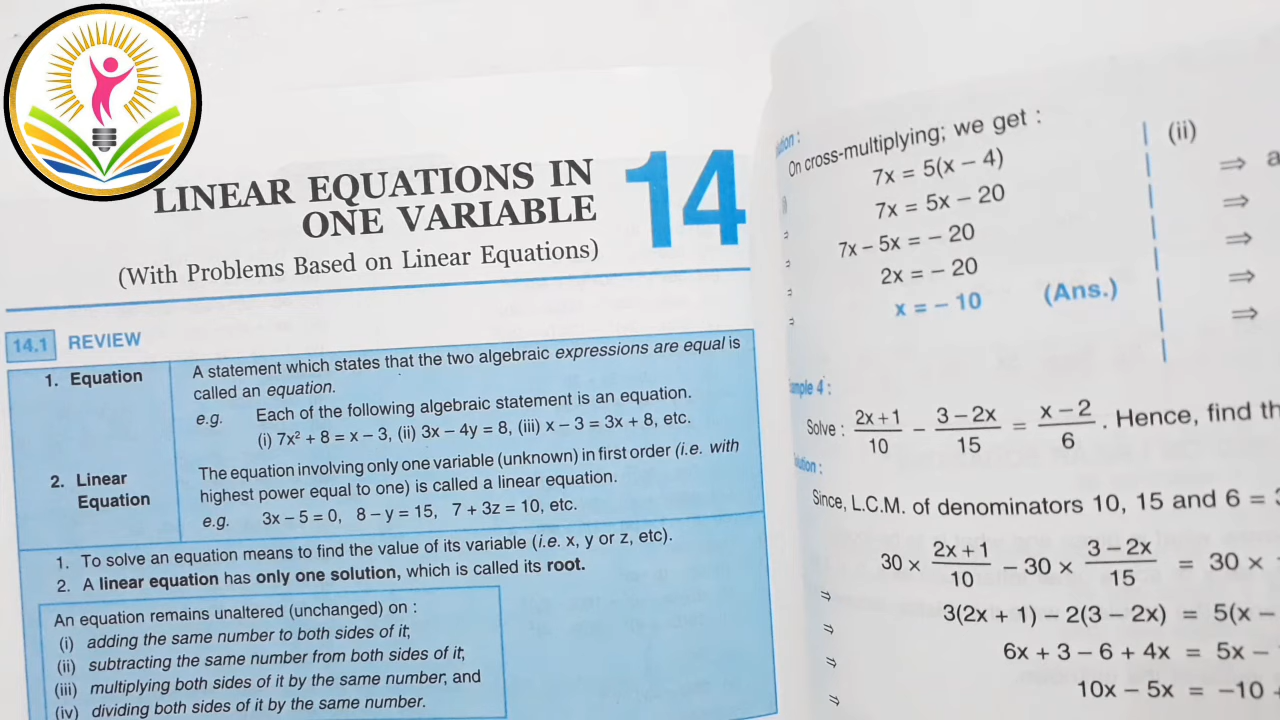 LINEAR EQUATIONS IN
ONE VARIABLE
14
(With Problems Based on Linear Equations)
14.1 REVIEW
1. Equation
A statement which states that the two algebraic expressions are equal is
called an equation.
e.g. Each of the following algebraic statement is an equation.
(i) 7x² + 8 = x – 3, (ii) 3x – 4y = 8, (iii) x – 3 = 3x + 8, etc.
2. Linear
Equation
The equation involving only one variable (unknown) in first order (i.e. with
highest power equal to one) is called a linear equation.
e.g. 3x – 5 = 0, 8 – y = 15, 7 + 3z = 10, etc.
1. To solve an equation means to find the value of its variable (i.e. x, y or z, etc).
2. A linear equation has only one solution, which is called its root.
An equation remains unaltered (unchanged) on :
(i) adding the same number to both sides of it,
(ii) subtracting the same number from both sides of it,
(iii) multiplying both sides of it by the same number, and
(iv) dividing both sides of it by the same number.
On cross-multiplying; we get :
7x = 5(x – 4)
7x = 5x – 20
7x – 5x = – 20
2x = – 20
x = – 10 (Ans.)
(ii)
⇒ a
⇒
⇒
⇒
⇒
4 :
Solve : (2x + 1)/10 – (3 – 2x)/15 = (x – 2)/6 . Hence, find
Since, L.C.M. of denominators 10, 15 and 6 =
30 × (2x + 1)/10 – 30 × (3 – 2x)/15 = 30 ×
⇒ 3(2x + 1) – 2(3 – 2x) = 5(x –
⇒ 6x + 3 – 6 + 4x = 5x –
⇒ 10x – 5x = –10